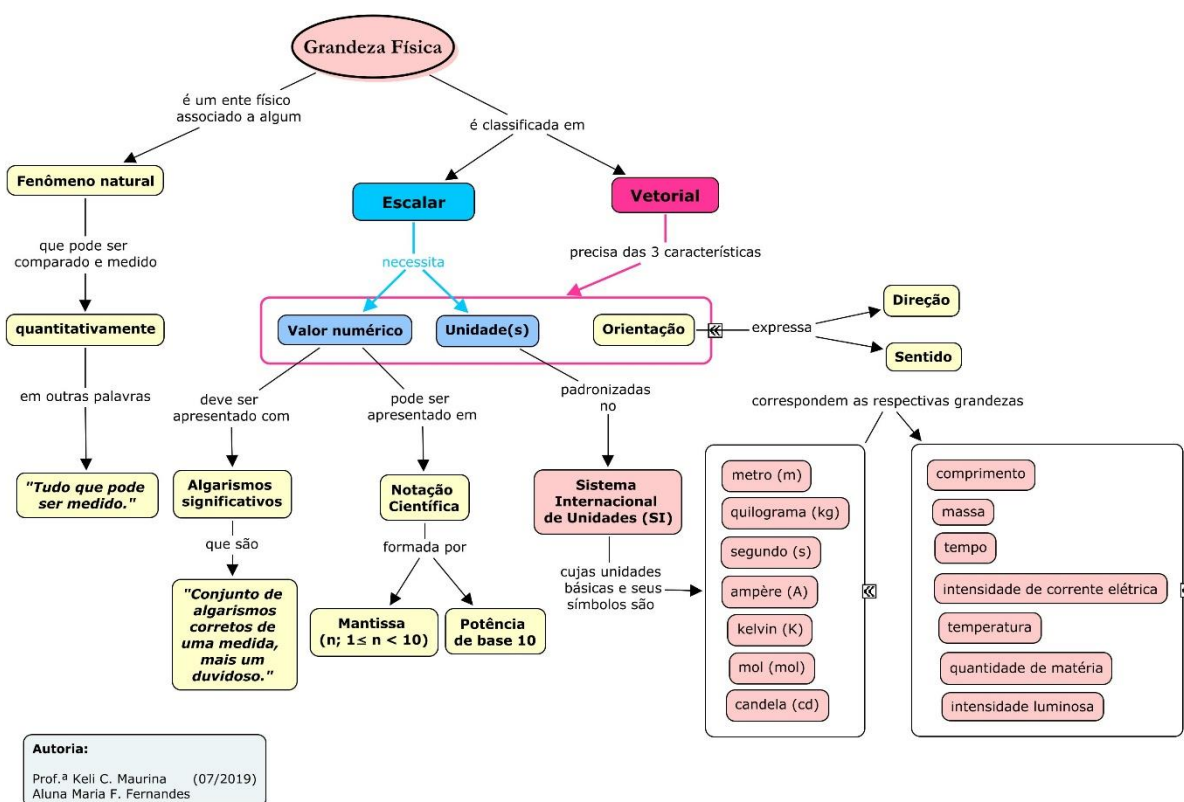 Grandeza Física
é um ente físico
associado a algum
é classificada em
Fenômeno natural
Escalar
Vetorial
que pode ser
comparado e medido
necessita
precisa das 3 características
quantitativamente
Valor numérico
Unidade(s)
Orientação
expressa
Direção
Sentido
em outras palavras
deve ser
apresentado com
pode ser
apresentado em
padronizadas
no
correspondem as respectivas grandezas
"Tudo que pode
ser medido."
Algarismos
significativos
Notação
Científica
Sistema
Internacional
de Unidades (SI)
que são
formada por
cujas unidades
básicas e seus
símbolos são
"Conjunto de
algarismos
corretos de
uma medida,
mais um
duvidoso."
Mantissa
(n; 1≤ n < 10)
Potência
de base 10
metro (m)
quilograma (kg)
segundo (s)
ampère (A)
kelvin (K)
mol (mol)
candela (cd)
comprimento
massa
tempo
intensidade de corrente elétrica
temperatura
quantidade de matéria
intensidade luminosa
Autoria:
Prof.ª Keli C. Maurina (07/2019)
Aluna Maria F. Fernandes